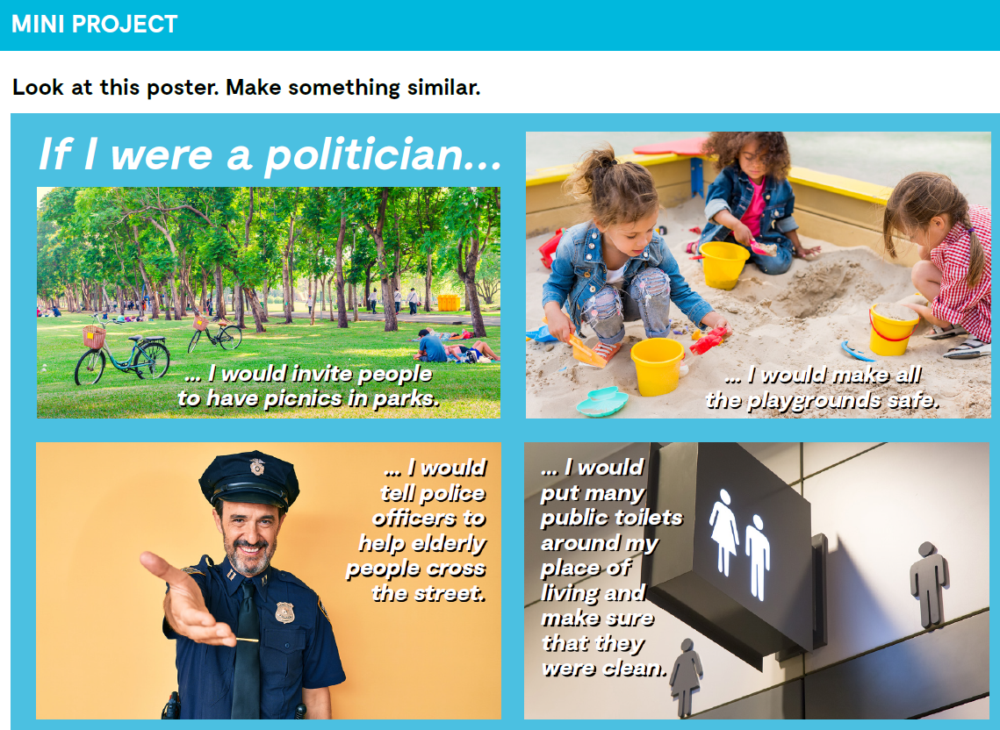 MINI PROJECT
Look at this poster. Make something similar.
If I were a politician...
... I would invite people
to have picnics in parks.
... I would make all
the playgrounds safe.
... I would
tell police
officers to
help elderly
people cross
the street.
... I would
put many
public toilets
around my
place of
living and
make sure
that they
were clean.